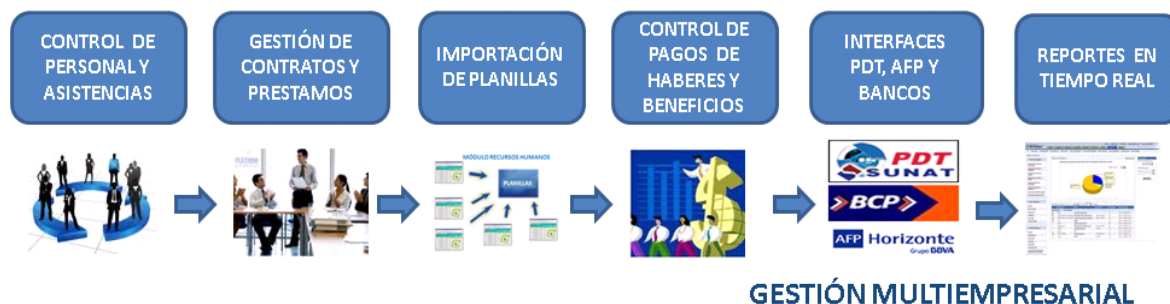 CONTROL DE
PERSONAL Y
ASISTENCIAS
GESTIÓN DE
CONTRATOS Y
PRESTAMOS
IMPORTACIÓN
DE PLANILLAS
CONTROL DE
PAGOS DE
HABERES Y
BENEFICIOS
INTERFACES
PDT, AFP Y
BANCOS
REPORTES EN
TIEMPO REAL
MÓDULO RECURSOS HUMANOS
PLANILLAS
PDT
SUNAT
BCP
AFP Horizonte
Grupo BBVA
GESTIÓN MULTIEMPRESARIAL